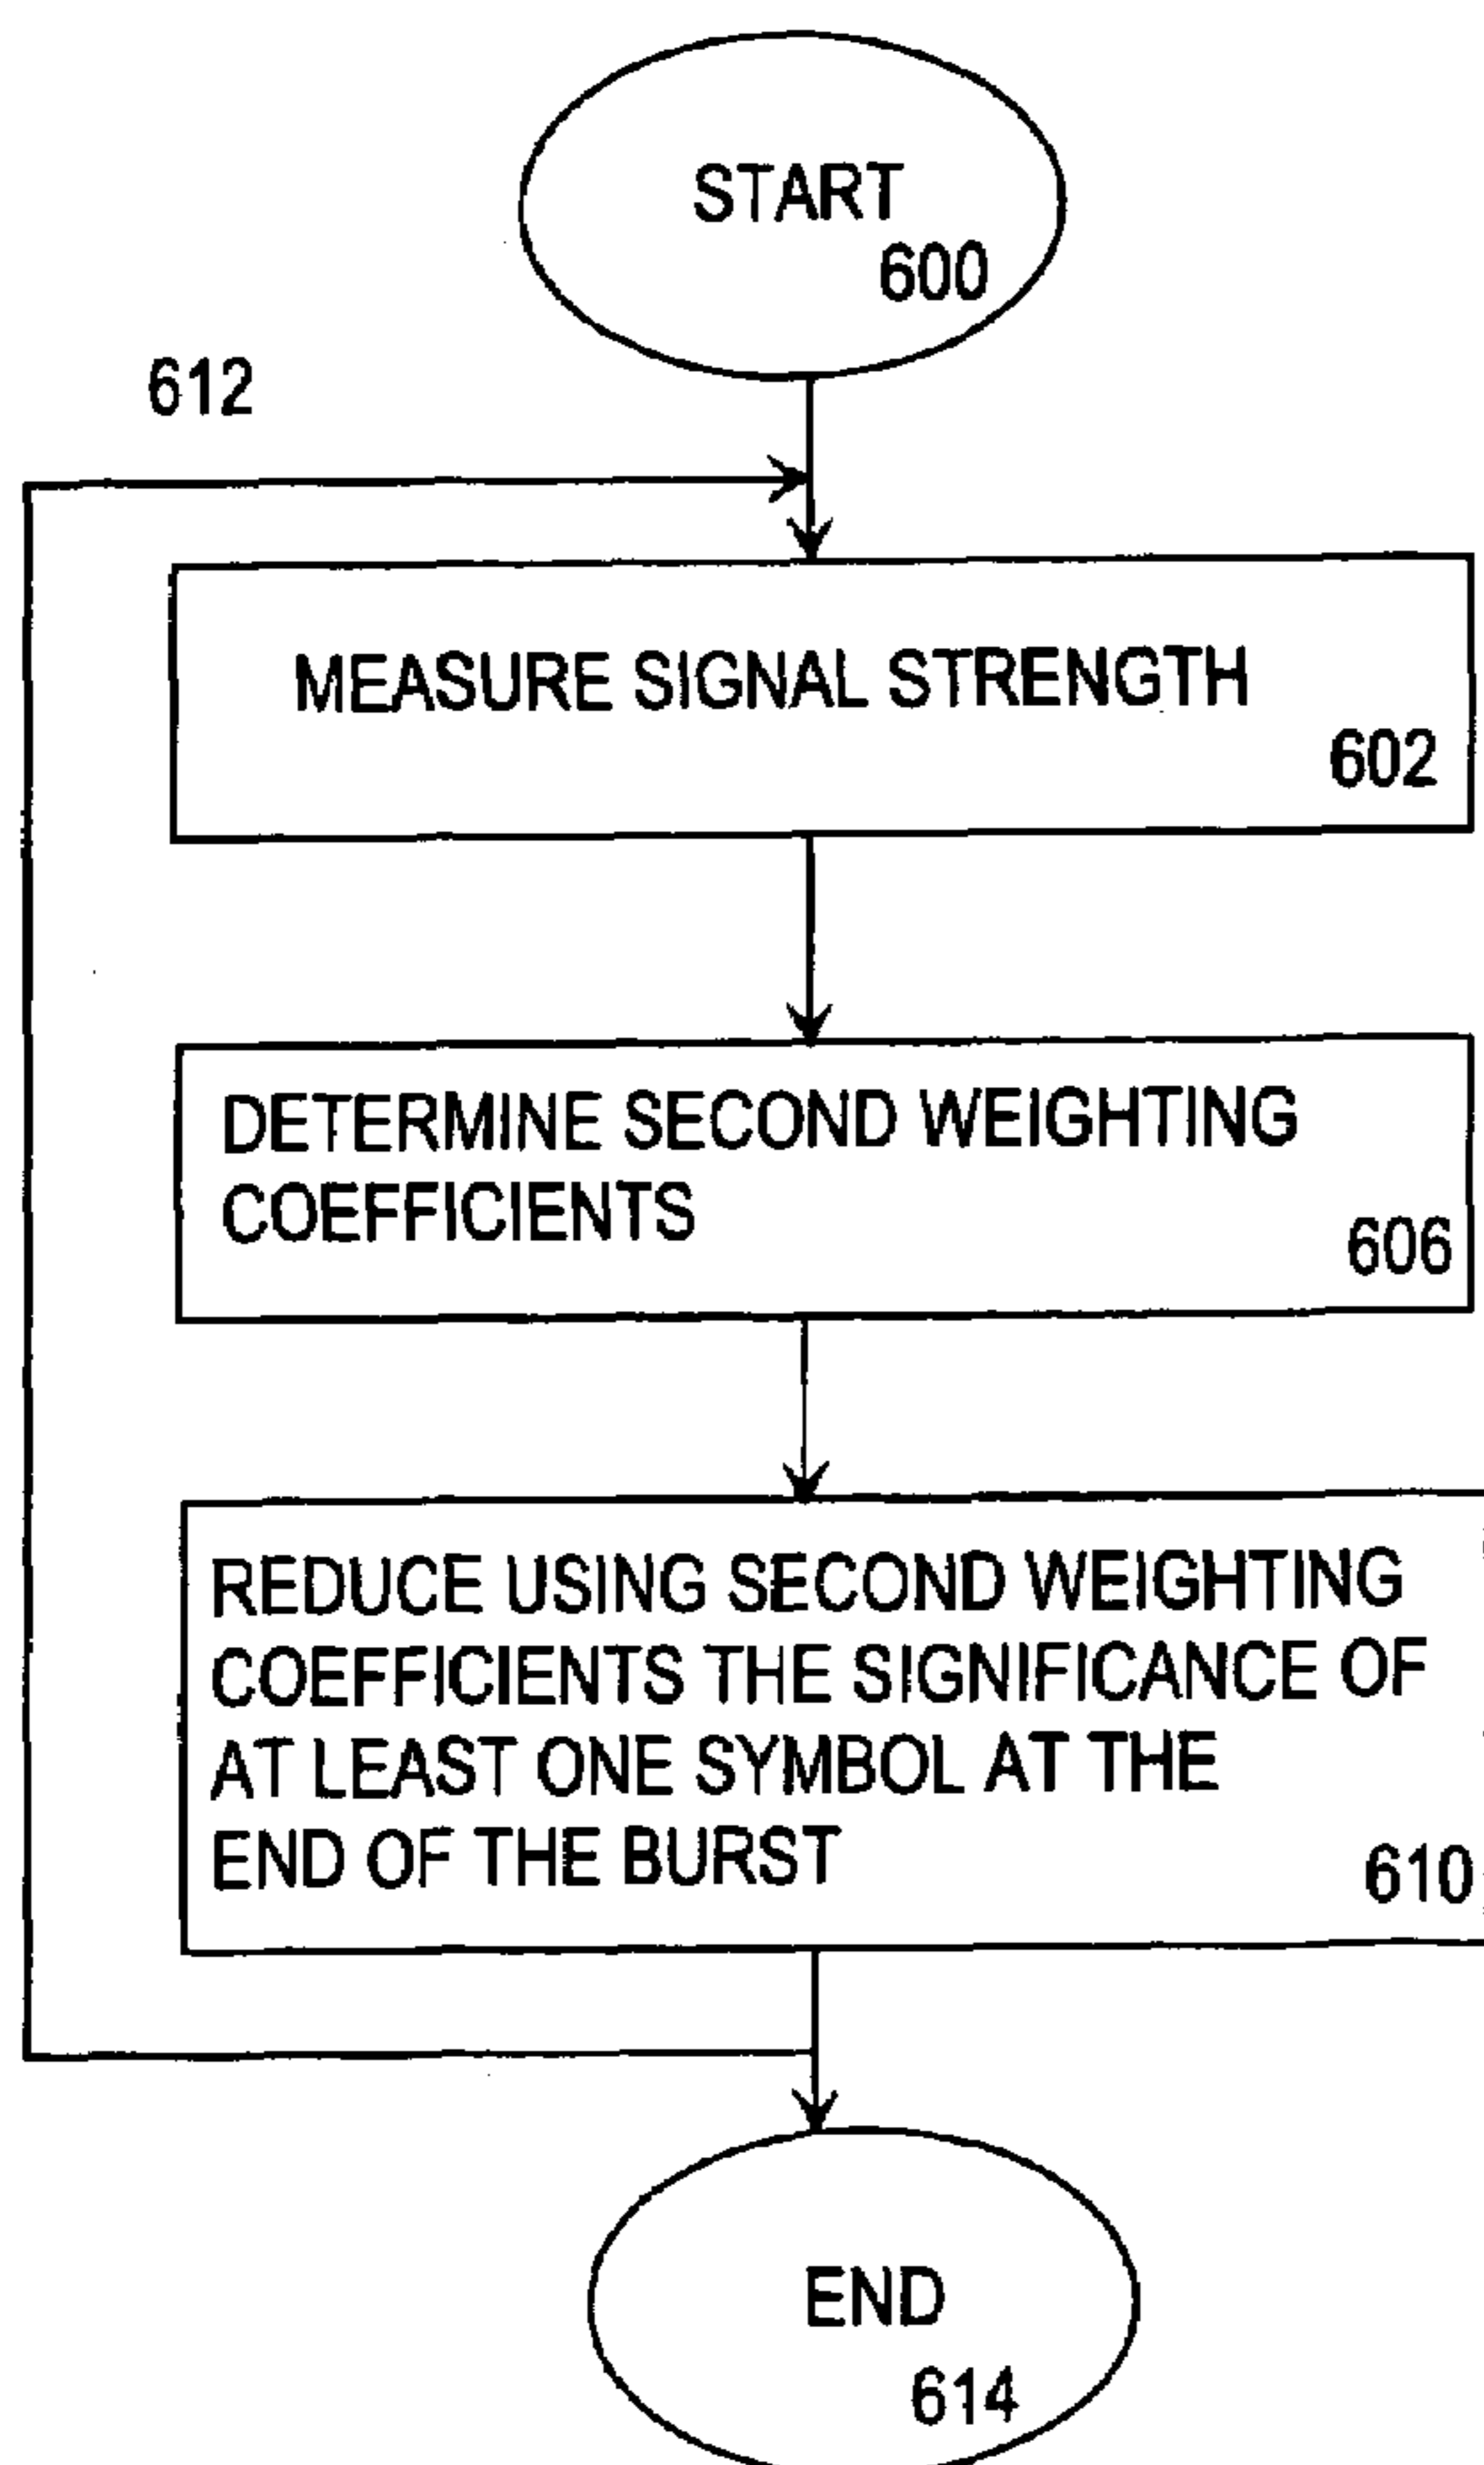 START
600
612
MEASURE SIGNAL STRENGTH
602
DETERMINE SECOND WEIGHTING
COEFFICIENTS
606
REDUCE USING SECOND WEIGHTING
COEFFICIENTS THE SIGNIFICANCE OF
AT LEAST ONE SYMBOL AT THE
END OF THE BURST
610
END
614